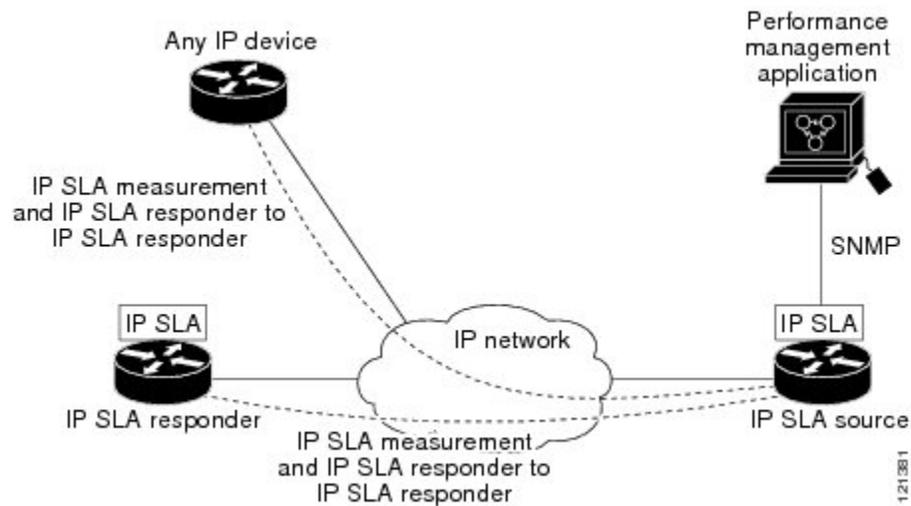 Any IP device
Performance
management
application
IP SLA measurement
and IP SLA responder to
IP SLA responder
SNMP
IP SLA
IP network
IP SLA
IP SLA responder
IP SLA source
IP SLA measurement
and IP SLA responder to
IP SLA responder
121381